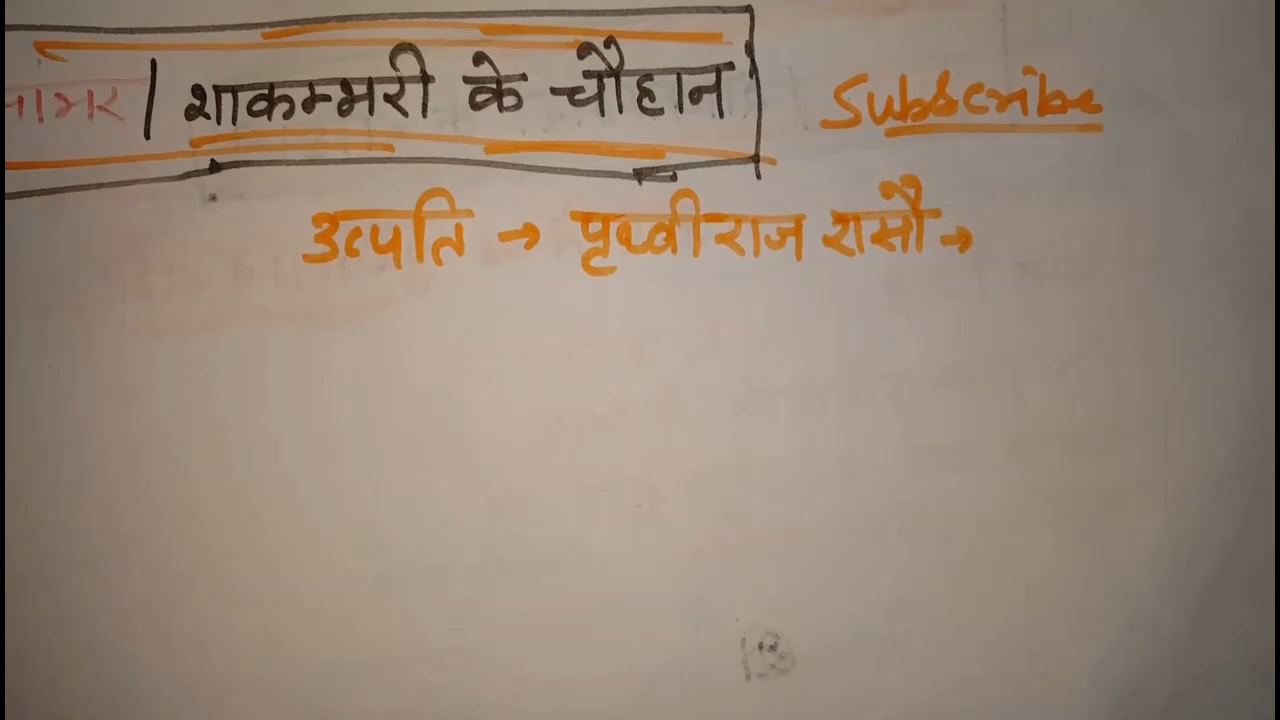 | शाकम्भरी के चौहान
Subscribe
उत्पति → पृथ्वीराज रासौ →